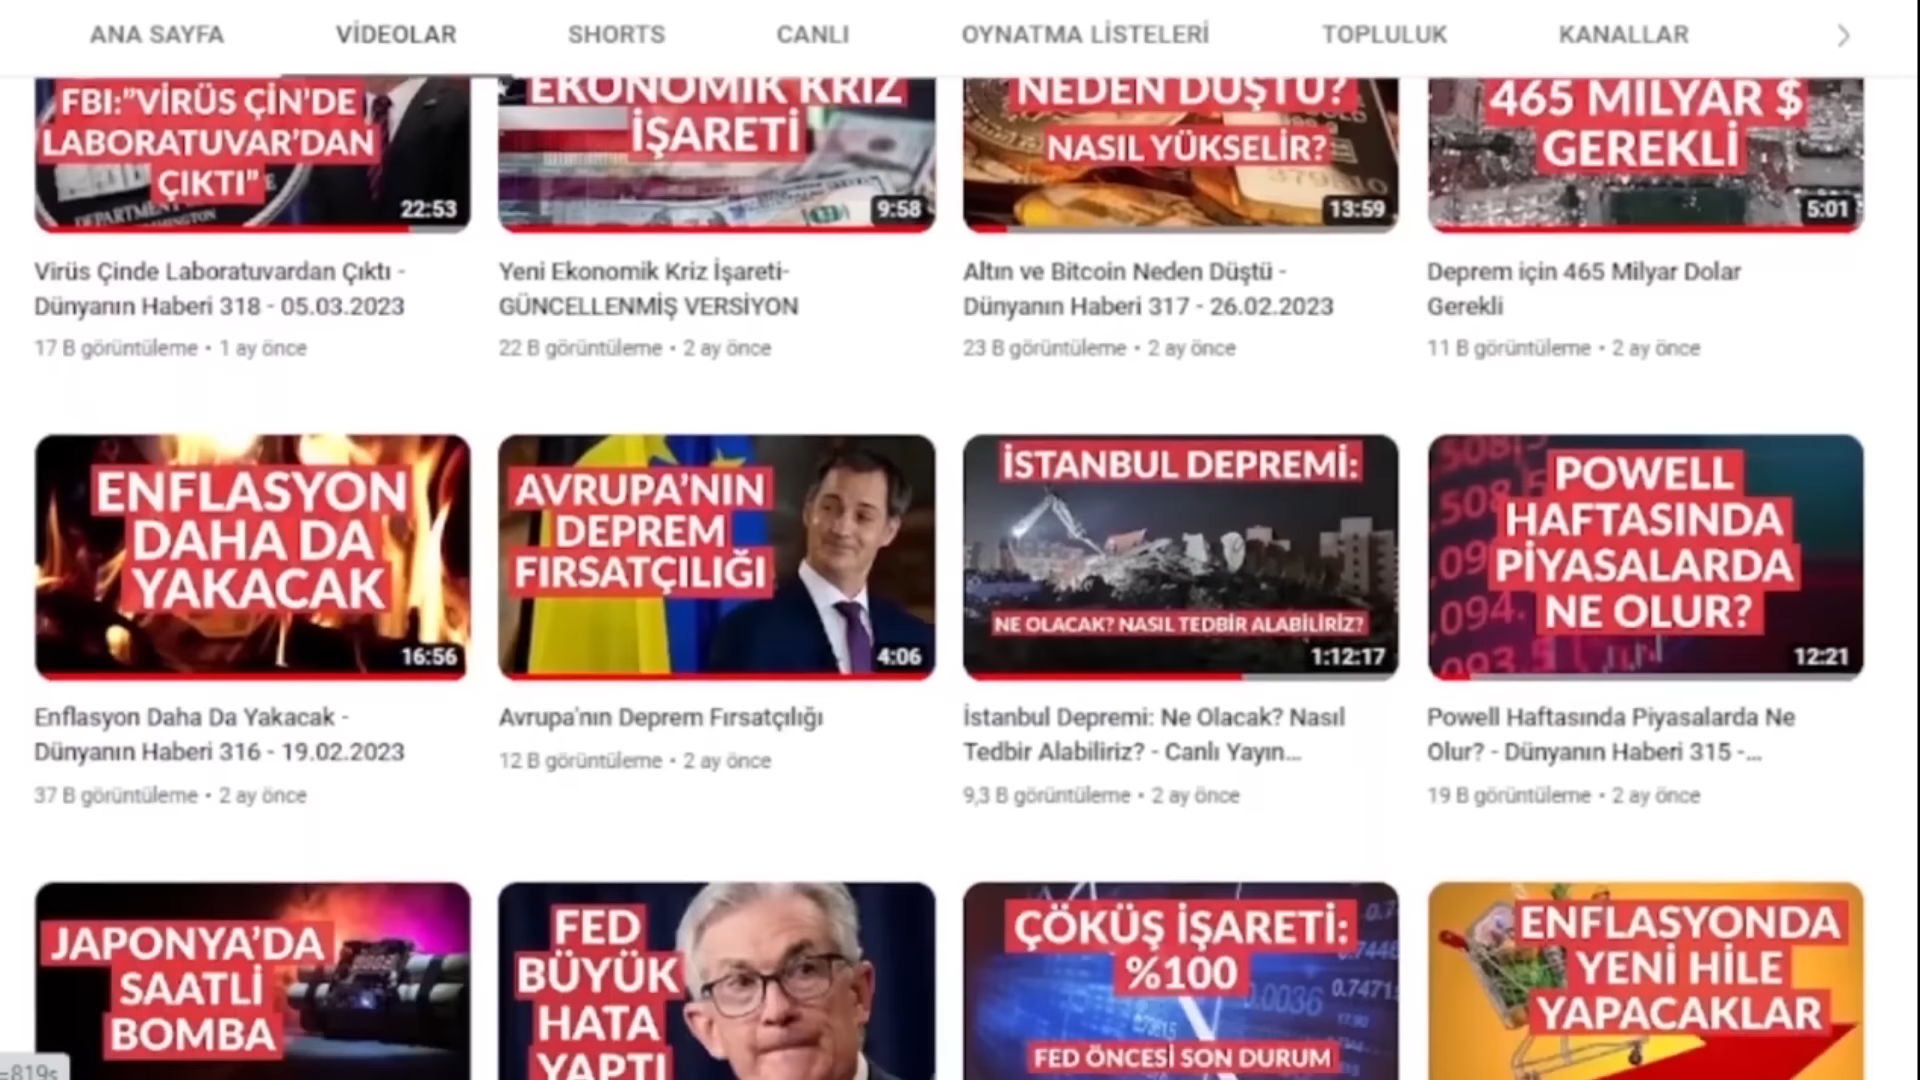 ANA SAYFA
VİDEOLAR
SHORTS
CANLI
OYNATMA LİSTELERİ
TOPLULUK
KANALLAR
FBI:"VİRÜS ÇİN'DE
LABORATUVAR'DAN
ÇIKTI"
22:53
EKONOMİK KRİZ
İŞARETİ
9:58
NEDEN DÜŞTÜ?
NASIL YÜKSELİR?
13:59
465 MİLYAR $
GEREKLİ
5:01
Virüs Çinde Laboratuvardan Çıktı -
Dünyanın Haberi 318 - 05.03.2023
17 B görüntüleme • 1 ay önce
Yeni Ekonomik Kriz İşareti-
GÜNCELLENMİŞ VERSİYON
22 B görüntüleme • 2 ay önce
Altın ve Bitcoin Neden Düştü -
Dünyanın Haberi 317 - 26.02.2023
23 B görüntüleme • 2 ay önce
Deprem için 465 Milyar Dolar
Gerekli
11 B görüntüleme • 2 ay önce
ENFLASYON
DAHA DA
YAKACAK
16:56
AVRUPA'NIN
DEPREM
FIRSATÇILIĞI
4:06
İSTANBUL DEPREMİ:
NE OLACAK? NASIL TEDBİR ALABİLİRİZ?
1:12:17
POWELL
HAFTASINDA
PİYASALARDA
NE OLUR?
12:21
Enflasyon Daha Da Yakacak -
Dünyanın Haberi 316 - 19.02.2023
37 B görüntüleme • 2 ay önce
Avrupa'nın Deprem Fırsatçılığı
12 B görüntüleme • 2 ay önce
İstanbul Depremi: Ne Olacak? Nasıl
Tedbir Alabiliriz? - Canlı Yayın...
9,3 B görüntüleme • 2 ay önce
Powell Haftasında Piyasalarda Ne
Olur? - Dünyanın Haberi 315 -...
19 B görüntüleme • 2 ay önce
JAPONYA'DA
SAATLİ
BOMBA
FED
BÜYÜK
HATA
YAPTI
ÇÖKÜŞ İŞARETİ:
%100
FED ÖNCESİ SON DURUM
ENFLASYONDA
YENİ HİLE
YAPACAKLAR
=819s